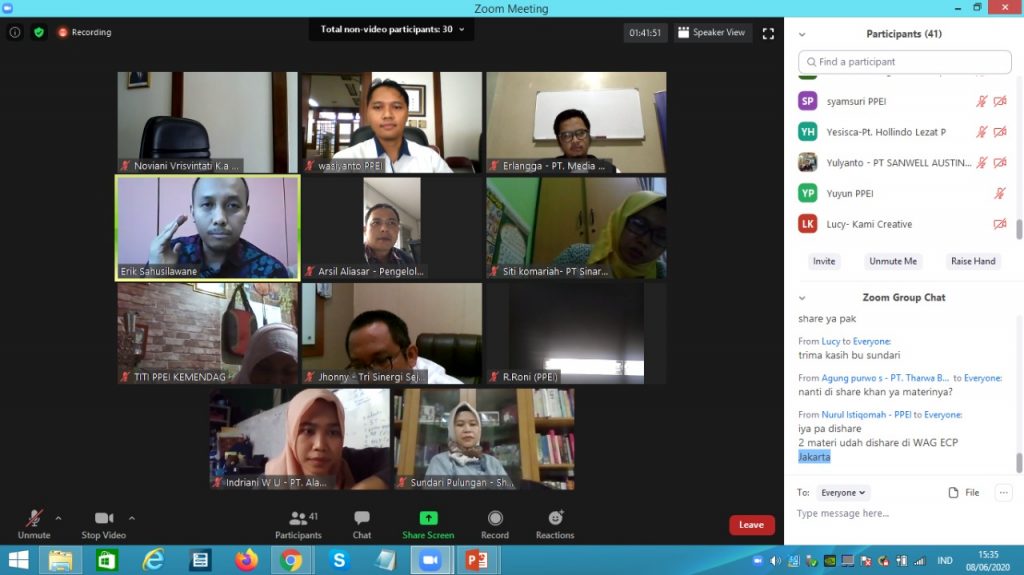 Zoom Meeting
Recording
Total non-video participants: 30
01:41:51
Speaker View
Noviani Vrisvintati K.a ...
wasiyanto PPEI
Erlangga - PT. Media ...
Erik Sahusilawane
Arsil Aliasar - Pengelol...
Siti komariah- PT Sinar...
TITI PPEI KEMENDAG
Jhonny - Tri Sinergi Sej...
R.Roni (PPEI)
Indriani W U - PT. Ala...
Sundari Pulungan - Sh...
Unmute
Stop Video
41
Participants
Chat
Share Screen
Record
Reactions
Leave
Participants (41)
Find a participant
SP syamsuri PPEI
YH Yesisca-Pt. Hollindo Lezat P
Yulyanto - PT SANWELL AUSTIN...
YP Yuyun PPEI
LK Lucy- Kami Creative
Invite
Unmute Me
Raise Hand
Zoom Group Chat
share ya pak
From Lucy to Everyone:
trima kasih bu sundari
From Agung purwo s - PT. Tharwa B... to Everyone:
nanti di share khan ya materinya?
From Nurul Istiqomah - PPEI to Everyone:
iya pa dishare
2 materi udah dishare di WAG ECP
Jakarta
To: Everyone
File
Type message here...
IND
15:35
08/06/2020